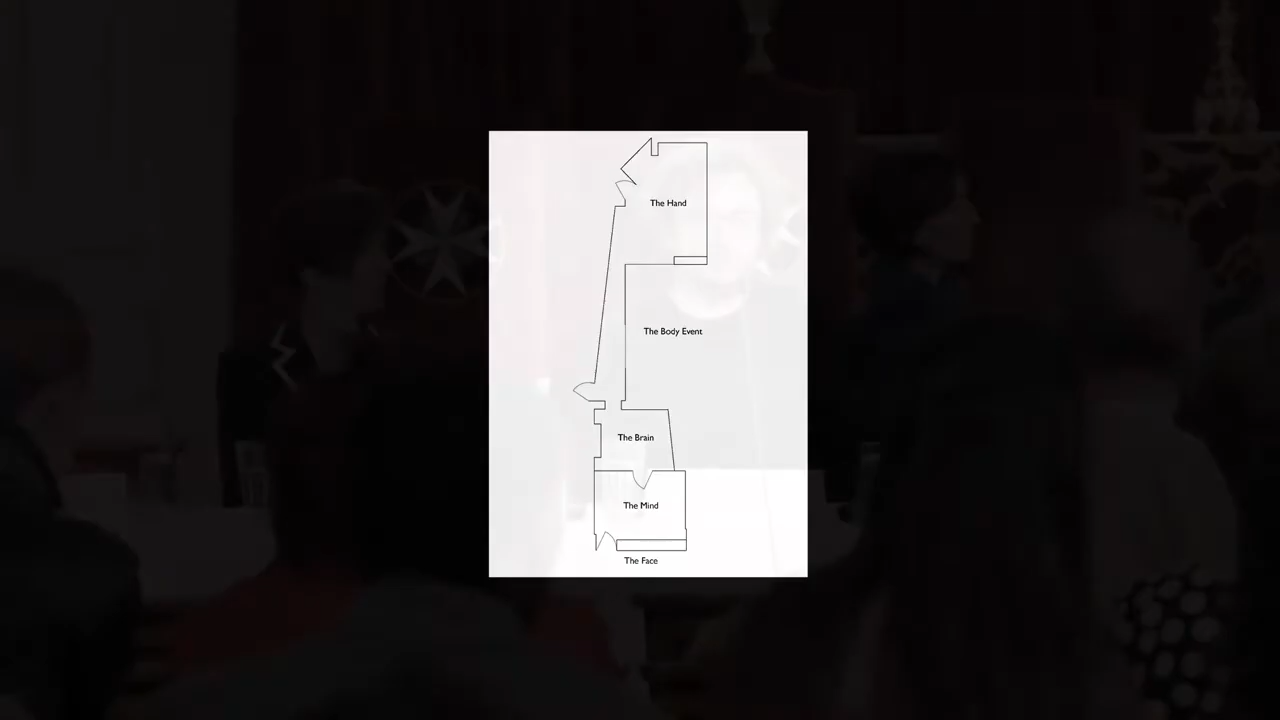 The Hand
The Body Event
The Brain
The Mind
The Face